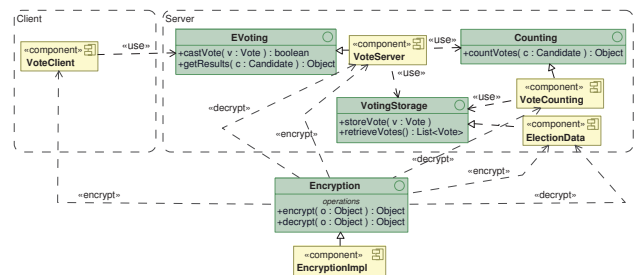 Client
Server
«component»
VoteClient
«use»
EVoting
+castVote( v : Vote ) : boolean
+getResults( c : Candidate ) : Object
«component»
VoteServer
«use»
Counting
+countVotes( c : Candidate ) : Object
«use»
«component»
VoteCounting
«use»
VotingStorage
+storeVote( v : Vote )
+retrieveVotes() : List<Vote>
«component»
ElectionData
«decrypt»
«encrypt»
«decrypt»
«encrypt»
«encrypt»
«decrypt»
Encryption
operations
+encrypt( o : Object ) : Object
+decrypt( o : Object ) : Object
«component»
EncryptionImpl